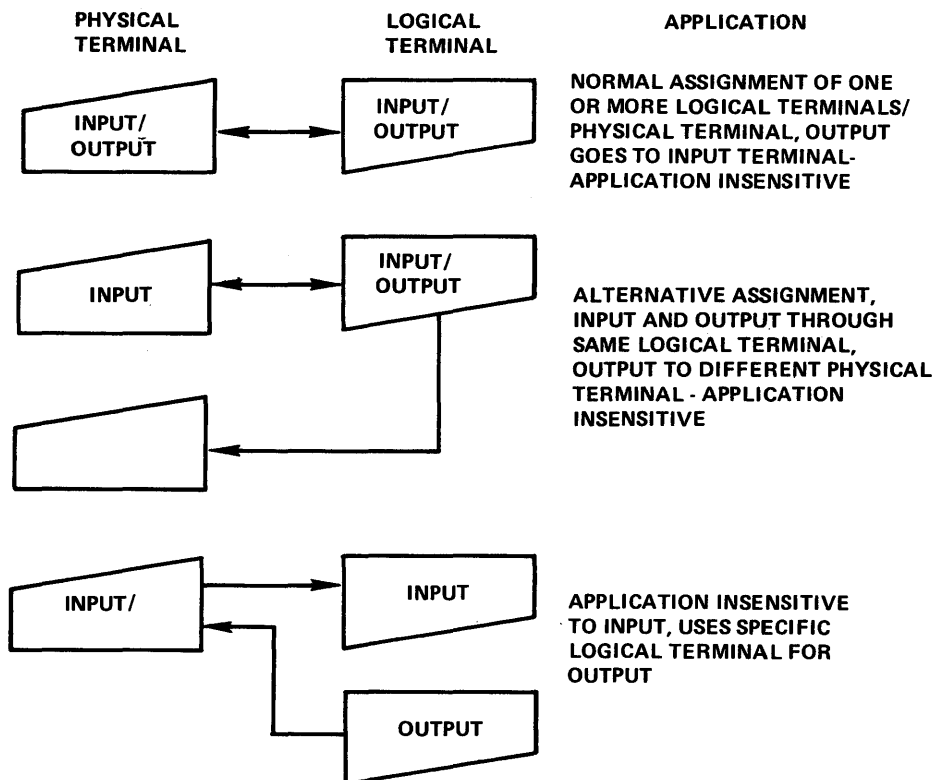 PHYSICAL
TERMINAL
LOGICAL
TERMINAL
APPLICATION
INPUT/
OUTPUT
INPUT/
OUTPUT
NORMAL ASSIGNMENT OF ONE
OR MORE LOGICAL TERMINALS/
PHYSICAL TERMINAL, OUTPUT
GOES TO INPUT TERMINAL-
APPLICATION INSENSITIVE
INPUT
INPUT/
OUTPUT
ALTERNATIVE ASSIGNMENT,
INPUT AND OUTPUT THROUGH
SAME LOGICAL TERMINAL,
OUTPUT TO DIFFERENT PHYSICAL
TERMINAL - APPLICATION
INSENSITIVE
INPUT/
INPUT
OUTPUT
APPLICATION INSENSITIVE
TO INPUT, USES SPECIFIC
LOGICAL TERMINAL FOR
OUTPUT